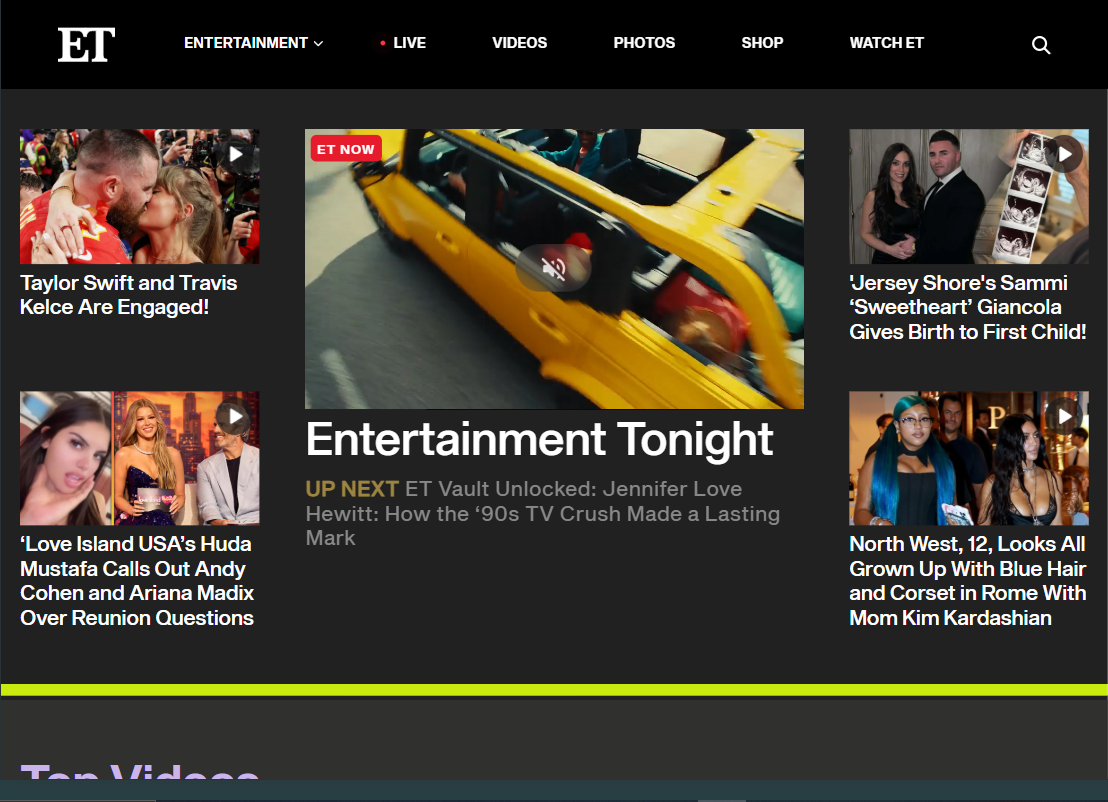 ET
ENTERTAINMENT
LIVE
VIDEOS
PHOTOS
SHOP
WATCH ET
Taylor Swift and Travis
Kelce Are Engaged!
‘Love Island USA’s Huda
Mustafa Calls Out Andy
Cohen and Ariana Madix
Over Reunion Questions
ET NOW
Entertainment Tonight
UP NEXT ET Vault Unlocked: Jennifer Love
Hewitt: How the ‘90s TV Crush Made a Lasting
Mark
'Jersey Shore's Sammi
‘Sweetheart’ Giancola
Gives Birth to First Child!
P
North West, 12, Looks All
Grown Up With Blue Hair
and Corset in Rome With
Mom Kim Kardashian
Top Videos